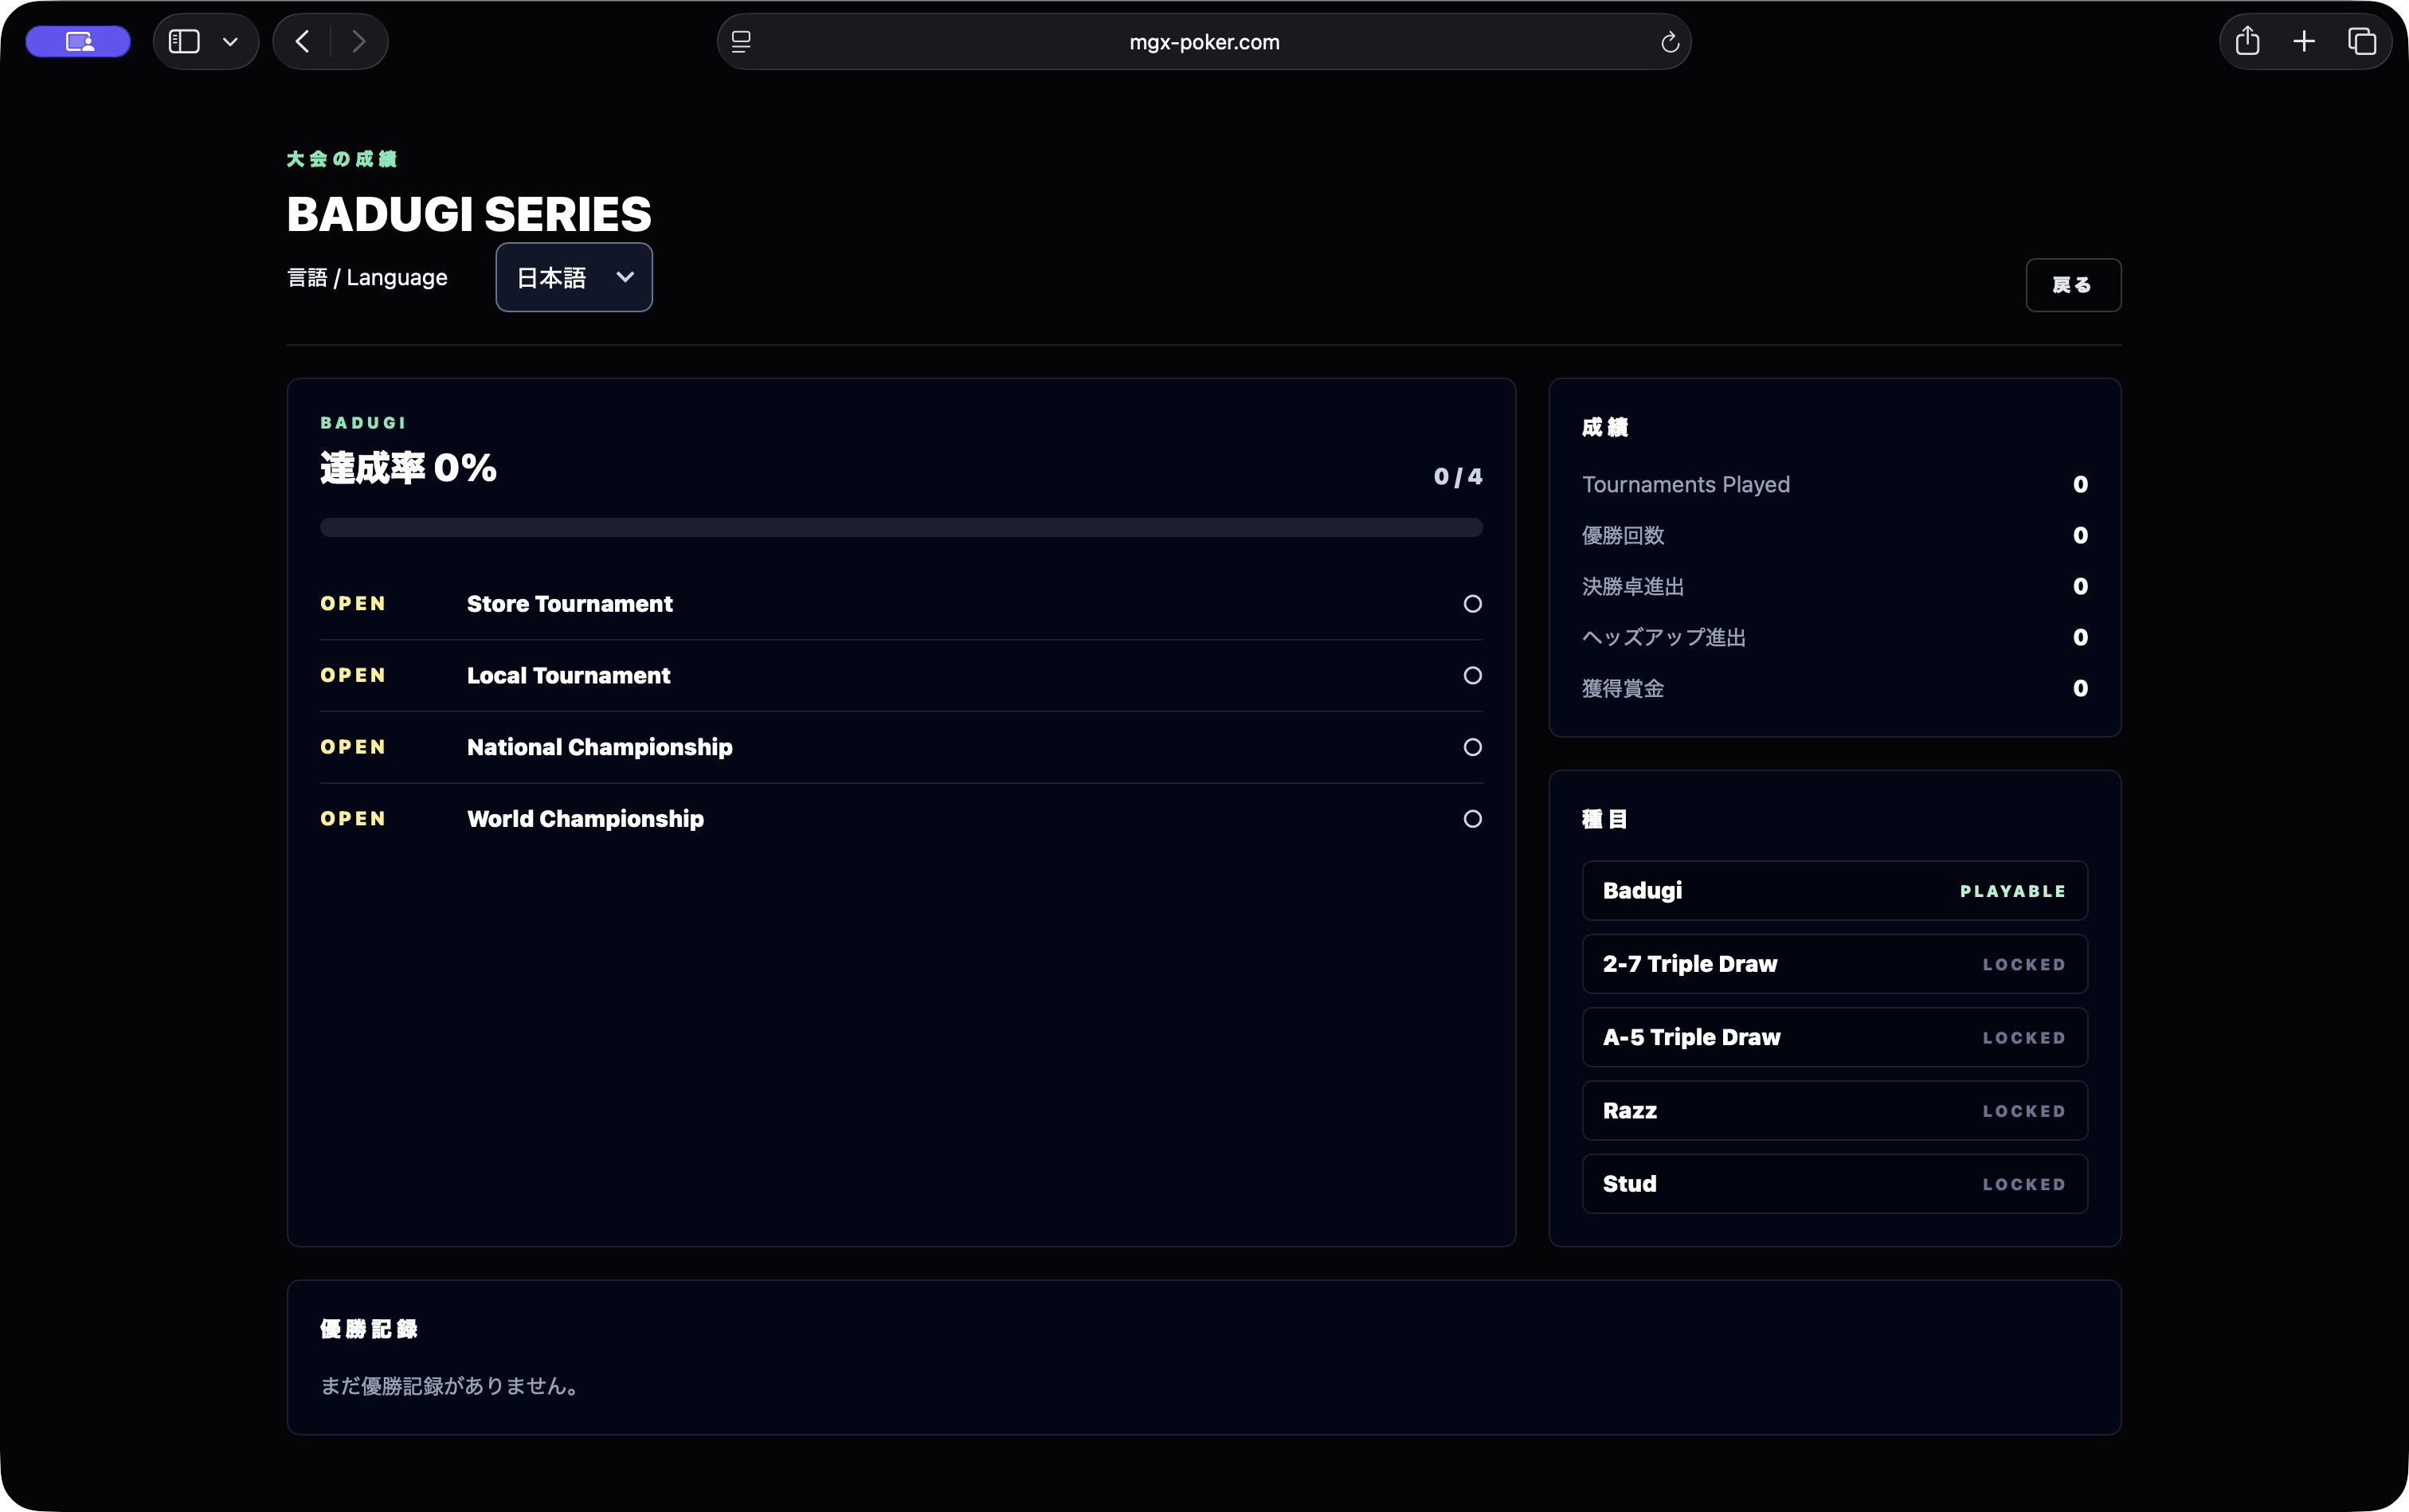 mgx-poker.com
大会の成績
BADUGI SERIES
言語 / Language
日本語
戻る
BADUGI
達成率 0%
0 / 4
OPEN Store Tournament
OPEN Local Tournament
OPEN National Championship
OPEN World Championship
成績
Tournaments Played 0
優勝回数 0
決勝卓進出 0
ヘッズアップ進出 0
獲得賞金 0
種目
Badugi PLAYABLE
2-7 Triple Draw LOCKED
A-5 Triple Draw LOCKED
Razz LOCKED
Stud LOCKED
優勝記録
まだ優勝記録がありません。